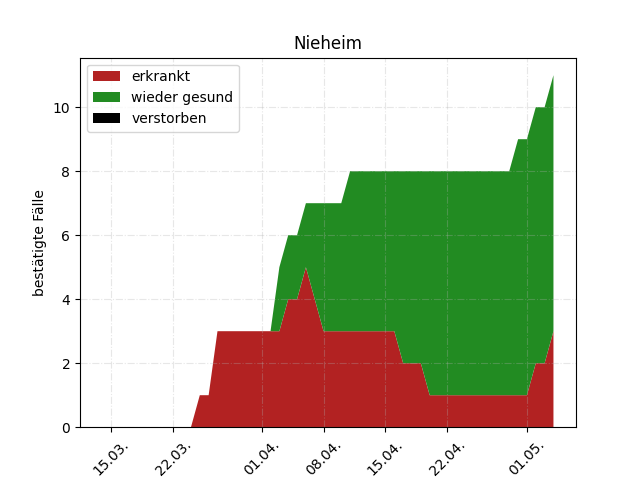 Nieheim
erkrankt
wieder gesund
verstorben
bestätigte Fälle
10
8
6
4
2
0
15.03.
22.03.
01.04.
08.04.
15.04.
22.04.
01.05.